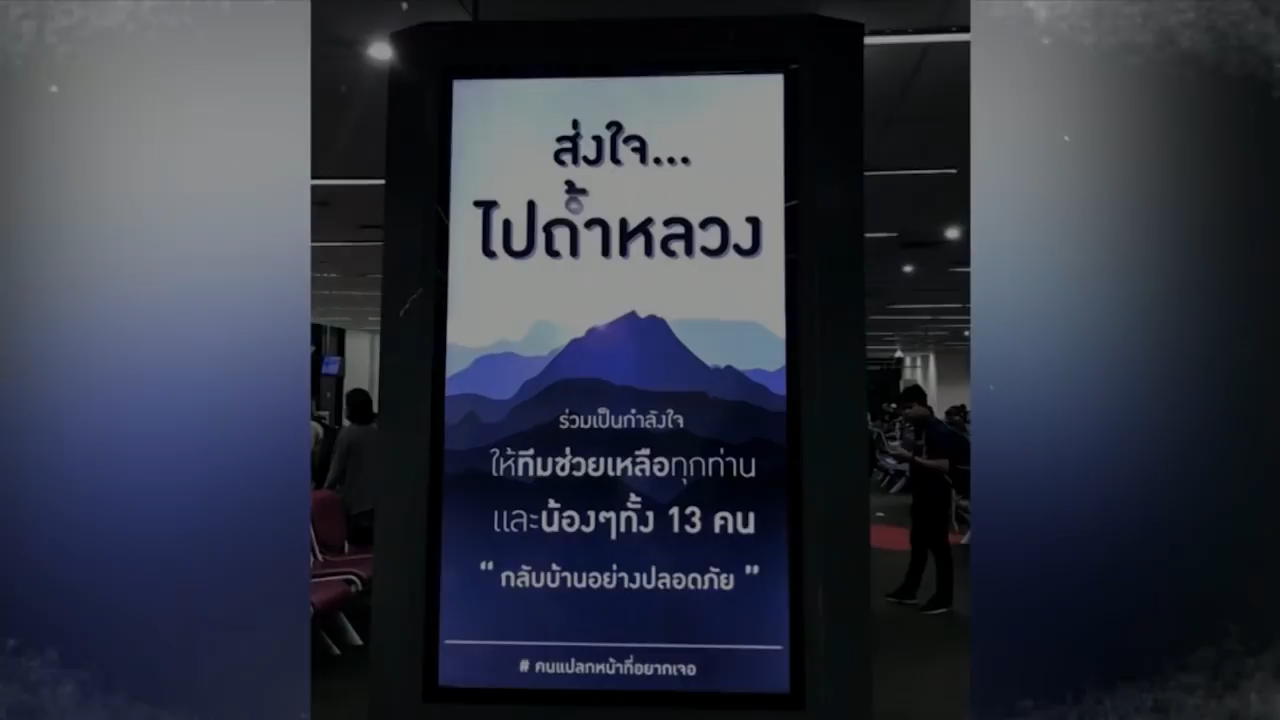 ส่งใจ...
ไปถ้ำหลวง
ร่วมเป็นกำลังใจ
ให้ทีมช่วยเหลือทุกท่าน
และน้องๆทั้ง 13 คน
“ กลับบ้านอย่างปลอดภัย ”
# คนแปลกหน้าที่อยากเจอ